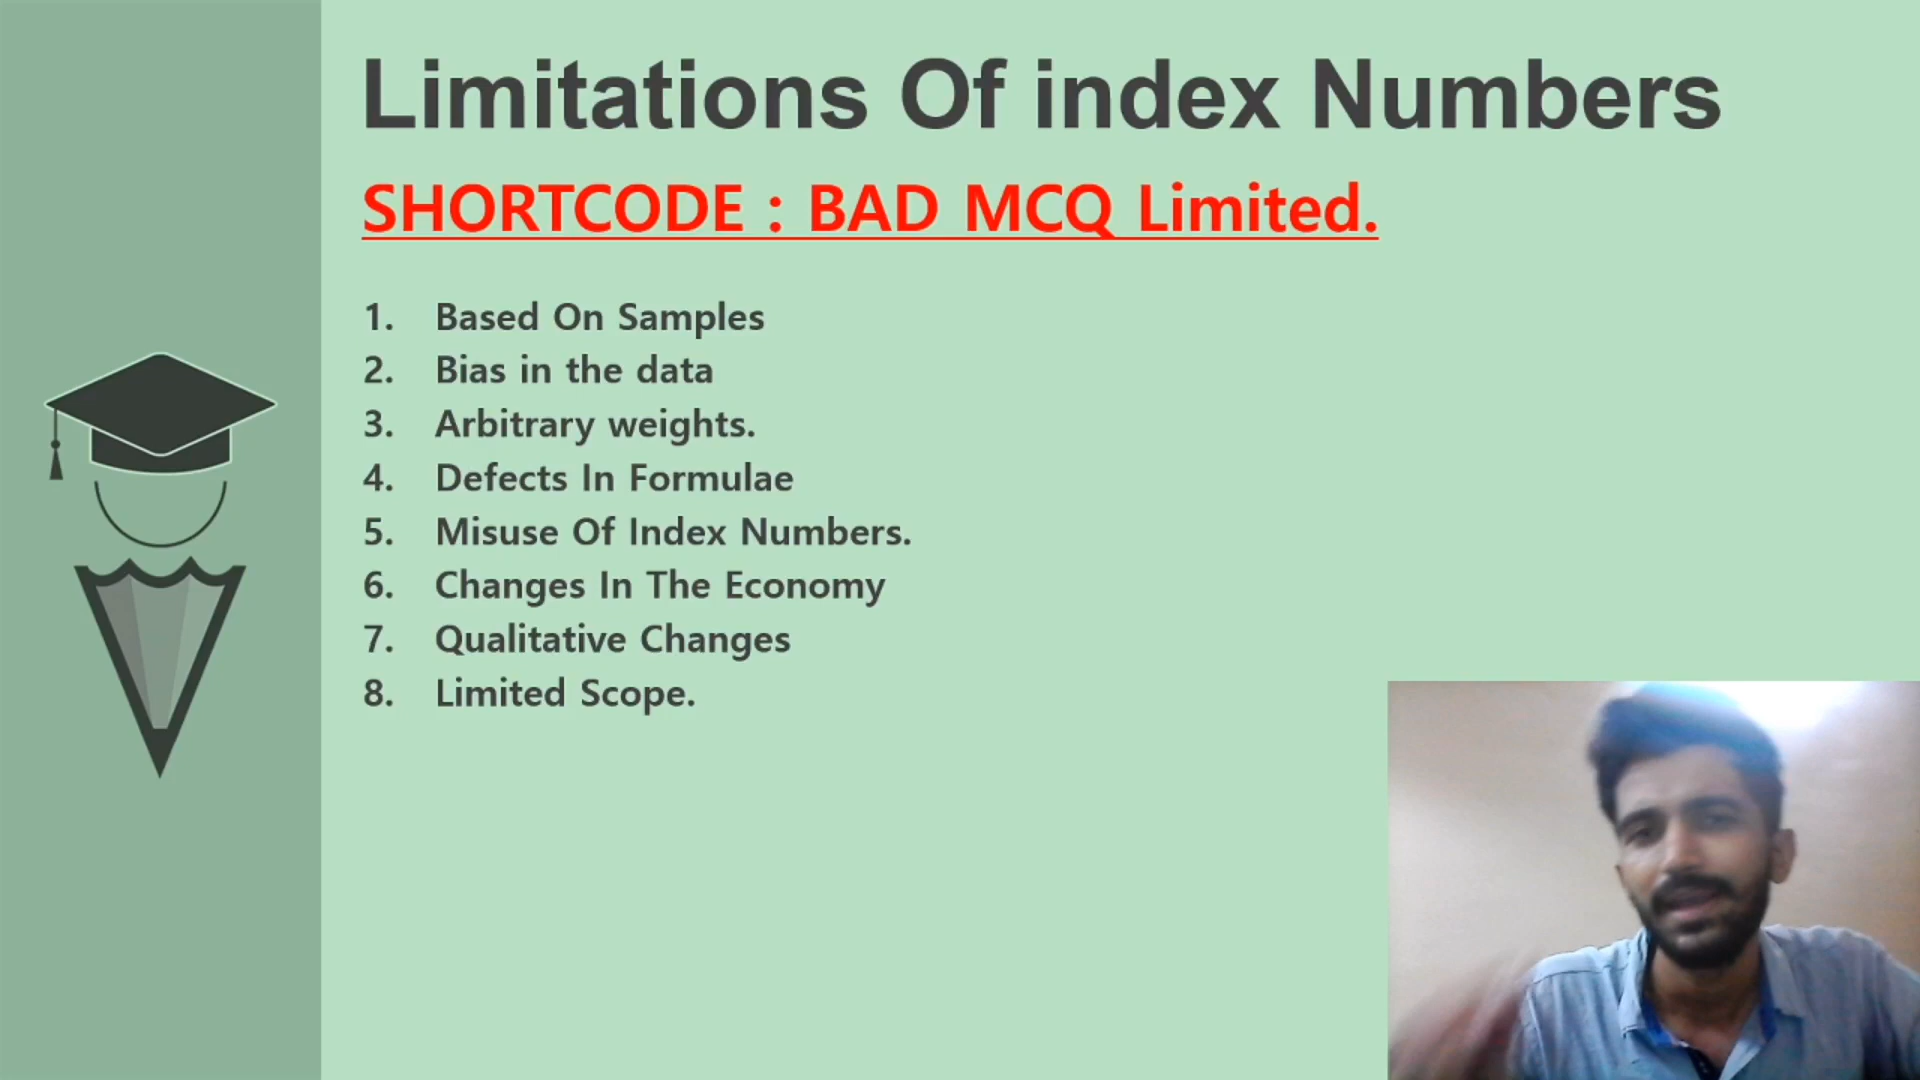 Limitations Of index Numbers
SHORTCODE : BAD MCQ Limited.
1. Based On Samples
2. Bias in the data
3. Arbitrary weights.
4. Defects In Formulae
5. Misuse Of Index Numbers.
6. Changes In The Economy
7. Qualitative Changes
8. Limited Scope.